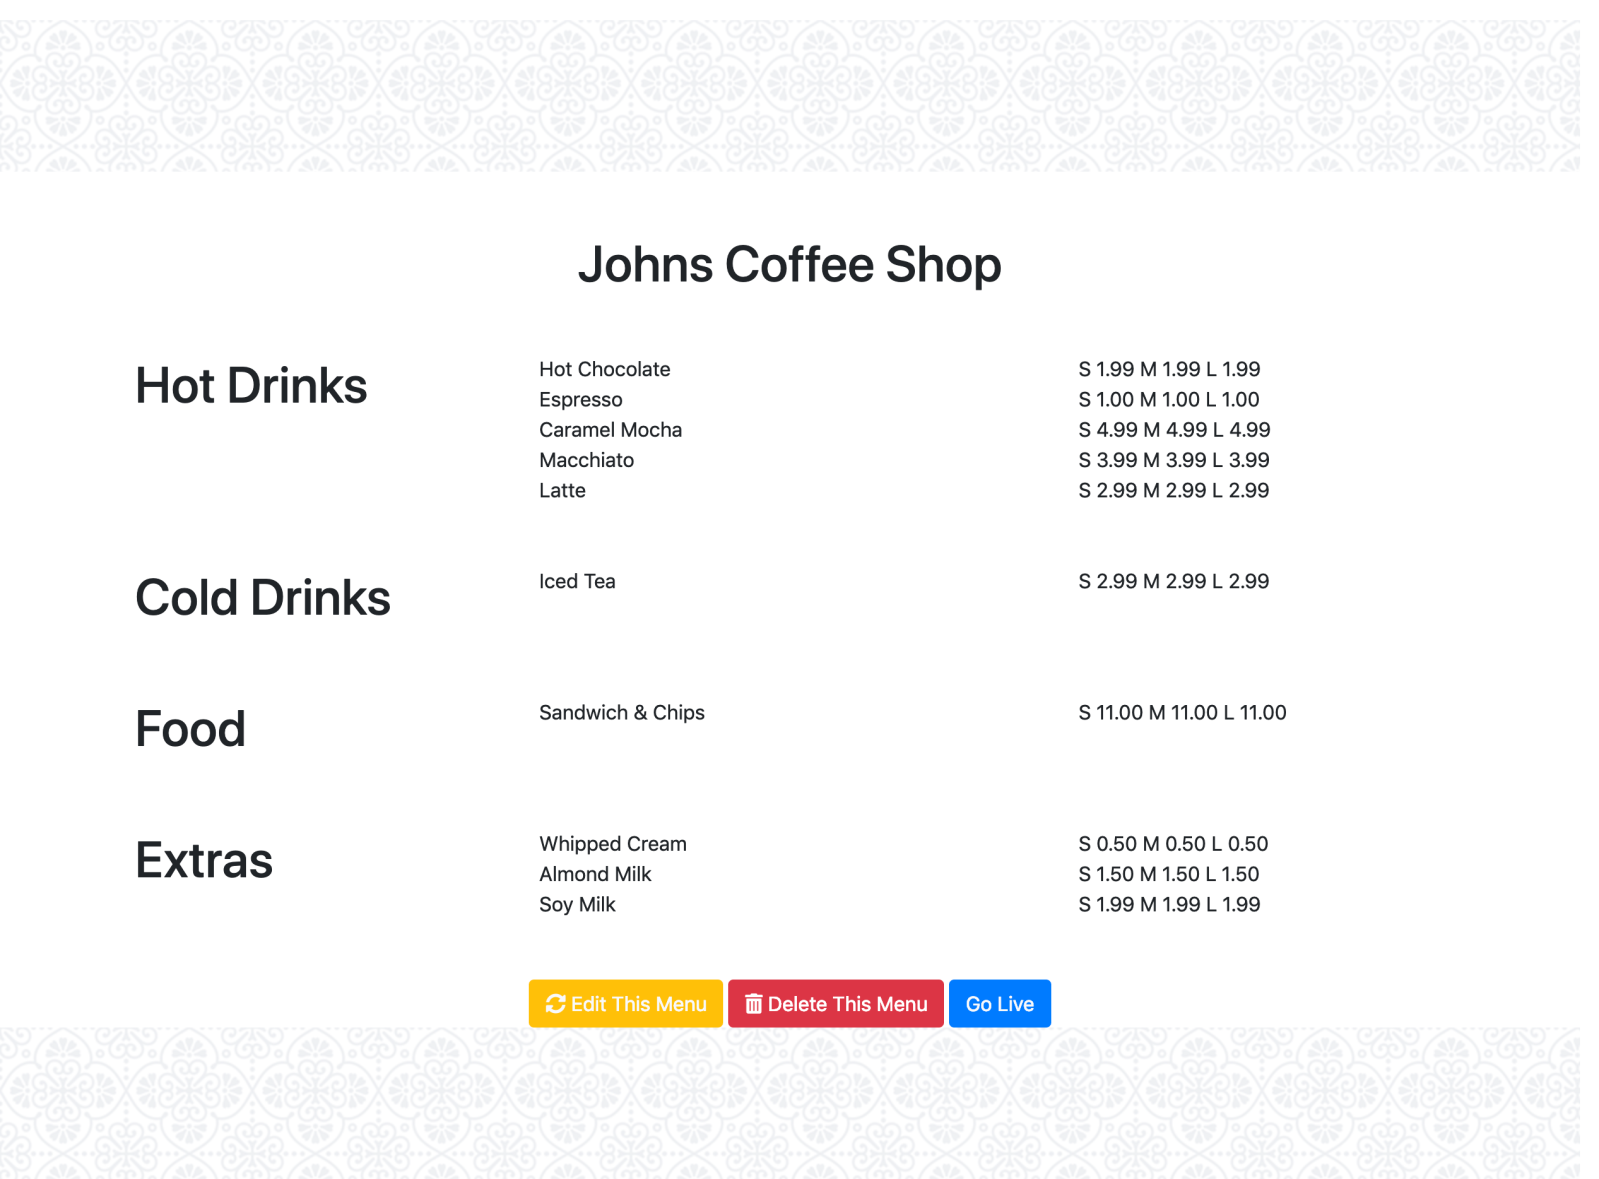 Johns Coffee Shop
Hot Drinks
Hot Chocolate S 1.99 M 1.99 L 1.99
Espresso S 1.00 M 1.00 L 1.00
Caramel Mocha S 4.99 M 4.99 L 4.99
Macchiato S 3.99 M 3.99 L 3.99
Latte S 2.99 M 2.99 L 2.99
Cold Drinks
Iced Tea S 2.99 M 2.99 L 2.99
Food
Sandwich & Chips S 11.00 M 11.00 L 11.00
Extras
Whipped Cream S 0.50 M 0.50 L 0.50
Almond Milk S 1.50 M 1.50 L 1.50
Soy Milk S 1.99 M 1.99 L 1.99
Edit This Menu Delete This Menu Go Live